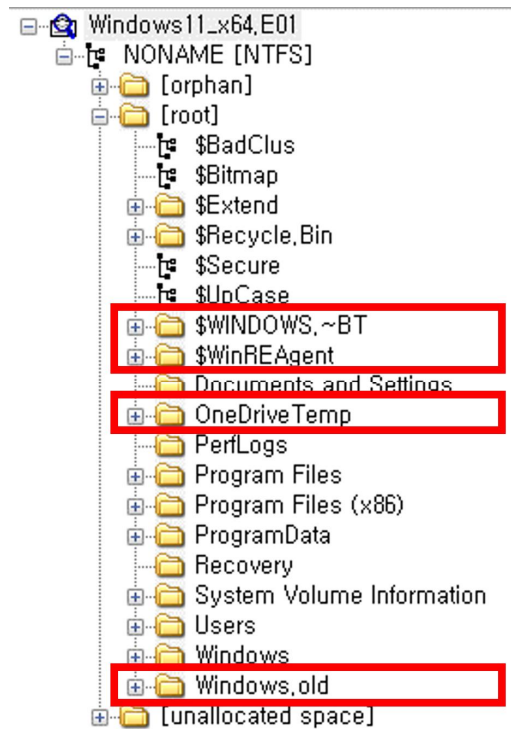 Windows11_x64,E01
NONAME [NTFS]
[orphan]
[root]
$BadClus
$Bitmap
$Extend
$Recycle,Bin
$Secure
$UpCase
$WINDOWS,~BT
$WinREAgent
Documents and Settings
OneDriveTemp
PerfLogs
Program Files
Program Files (x86)
ProgramData
Recovery
System Volume Information
Users
Windows
Windows,old
[unallocated space]